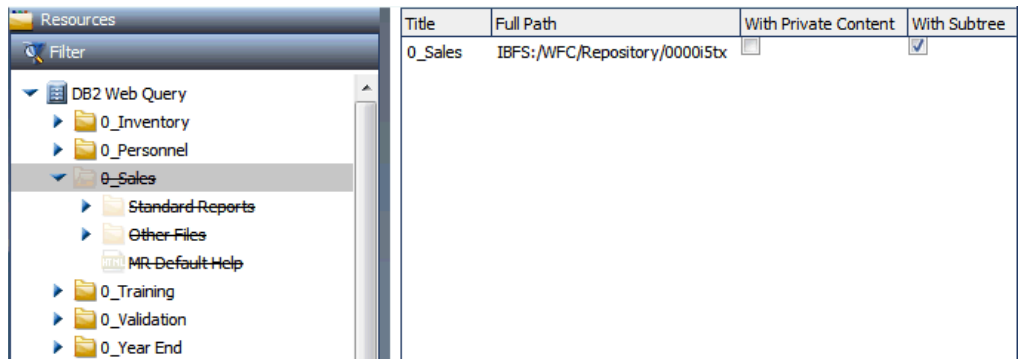 Resources
Filter
DB2 Web Query
0_Inventory
0_Personnel
0_Sales
Standard Reports
Other Files
HTML MR Default Help
0_Training
0_Validation
0_Year End
Title Full Path With Private Content With Subtree
0_Sales IBFS:/WFC/Repository/0000i5tx